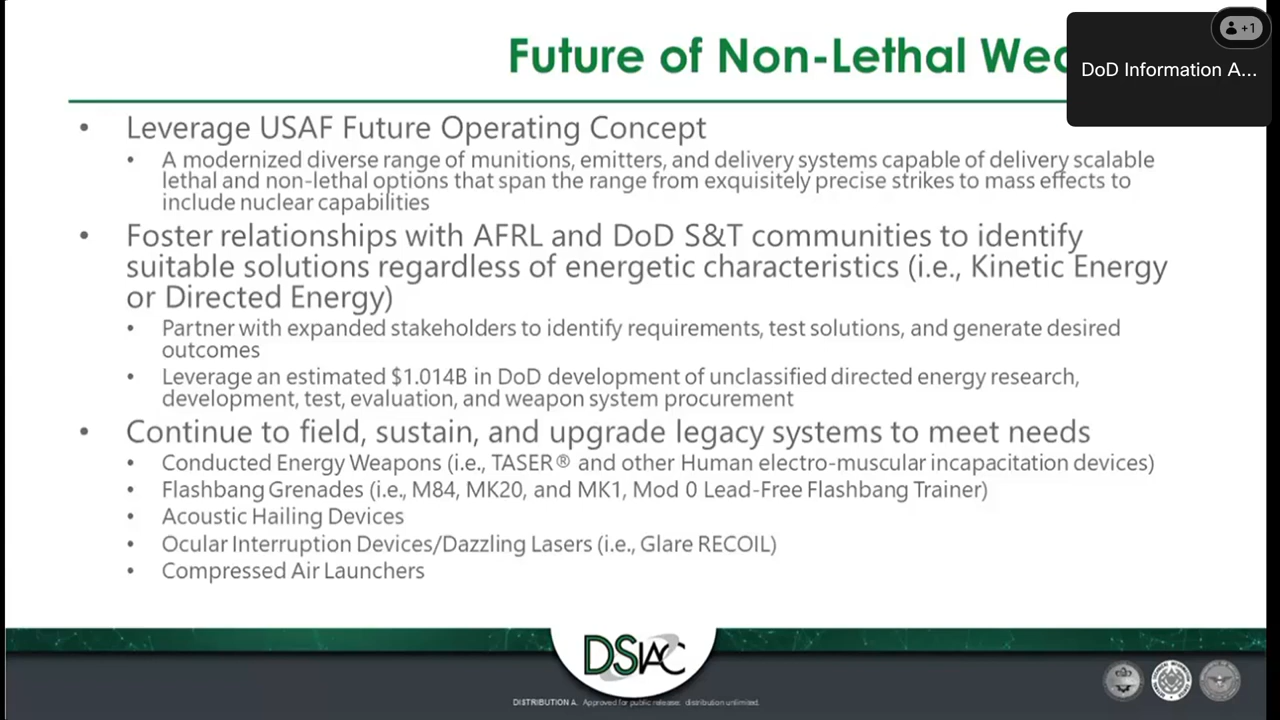 Future of Non-Lethal Wea
+1
DoD Information A...
• Leverage USAF Future Operating Concept
• A modernized diverse range of munitions, emitters, and delivery systems capable of delivery scalable
lethal and non-lethal options that span the range from exquisitely precise strikes to mass effects to
include nuclear capabilities
• Foster relationships with AFRL and DoD S&T communities to identify
suitable solutions regardless of energetic characteristics (i.e., Kinetic Energy
or Directed Energy)
• Partner with expanded stakeholders to identify requirements, test solutions, and generate desired
outcomes
• Leverage an estimated $1.014B in DoD development of unclassified directed energy research,
development, test, evaluation, and weapon system procurement
• Continue to field, sustain, and upgrade legacy systems to meet needs
• Conducted Energy Weapons (i.e., TASER® and other Human electro-muscular incapacitation devices)
• Flashbang Grenades (i.e., M84, MK20, and MK1, Mod 0 Lead-Free Flashbang Trainer)
• Acoustic Hailing Devices
• Ocular Interruption Devices/Dazzling Lasers (i.e., Glare RECOIL)
• Compressed Air Launchers
DSIAC
DISTRIBUTION A. Approved for public release: distribution unlimited.